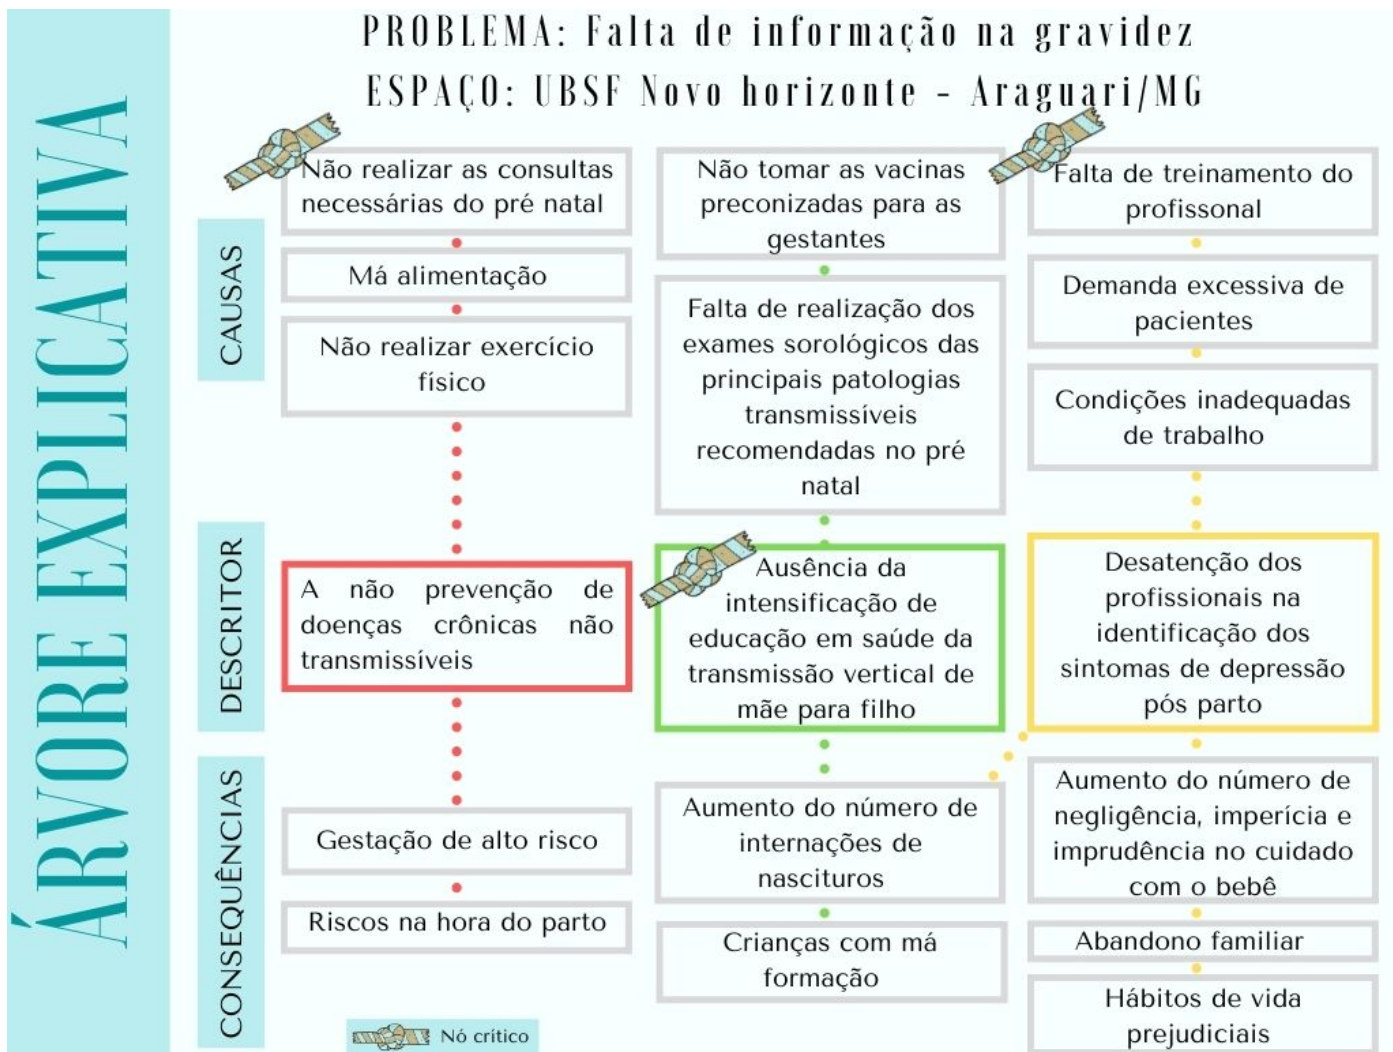 PROBLEMA: Falta de informação na gravidez
ESPAÇO: UBSF Novo horizonte - Araguari/MG
ÁRVORE EXPLICATIVA
CAUSAS
Não realizar as consultas
necessárias do pré natal
Má alimentação
Não realizar exercício
físico
Não tomar as vacinas
preconizadas para as
gestantes
Falta de realização dos
exames sorológicos das
principais patologias
transmissíveis
recomendadas no pré
natal
Falta de treinamento do
profissonal
Demanda excessiva de
pacientes
Condições inadequadas
de trabalho
DESCRITOR
A não prevenção de
doenças crônicas não
transmissíveis
Ausência da
intensificação de
educação em saúde da
transmissão vertical de
mãe para filho
Desatenção dos
profissionais na
identificação dos
sintomas de depressão
pós parto
CONSEQUÊNCIAS
Gestação de alto risco
Riscos na hora do parto
Aumento do número de
internações de
nascituros
Crianças com má
formação
Aumento do número de
negligência, imperícia e
imprudência no cuidado
com o bebê
Abandono familiar
Hábitos de vida
prejudiciais
Nó crítico